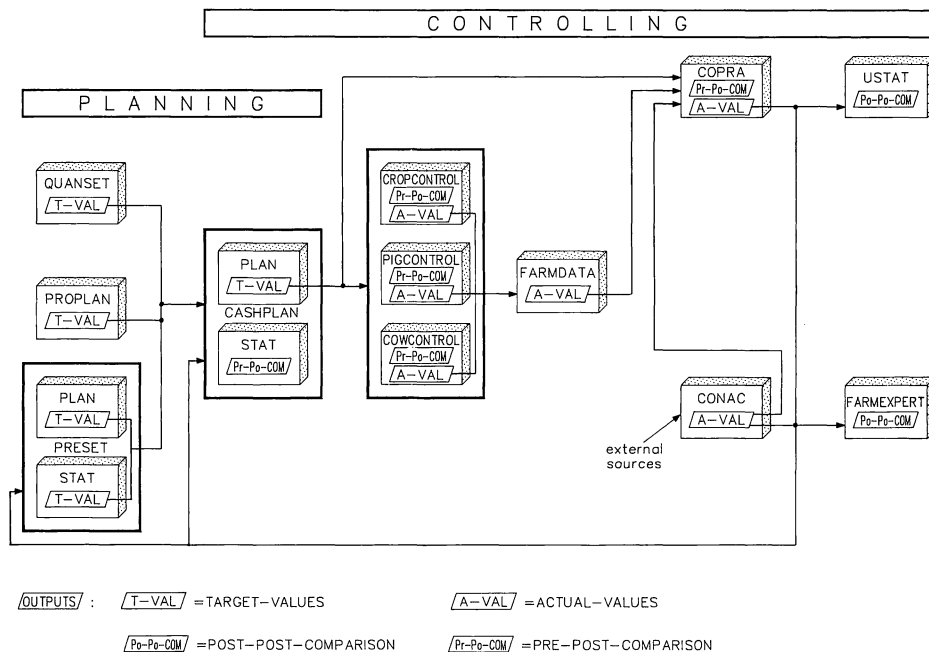 CONTROLLING
PLANNING
COPRA
Pr-Po-COM
A-VAL
USTAT
Po-Po-COM
QUANSET
T-VAL
CROPCONTROL
Pr-Po-COM
A-VAL
PROPLAN
T-VAL
PLAN
T-VAL
CASHPLAN
STAT
Pr-Po-COM
PIGCONTROL
Pr-Po-COM
A-VAL
FARMDATA
A-VAL
COWCONTROL
Pr-Po-COM
A-VAL
PLAN
T-VAL
PRESET
STAT
T-VAL
CONAC
A-VAL
external
sources
FARMEXPERT
Po-Po-COM
OUTPUTS : T-VAL =TARGET-VALUES A-VAL =ACTUAL-VALUES
Po-Po-COM =POST-POST-COMPARISON Pr-Po-COM =PRE-POST-COMPARISON